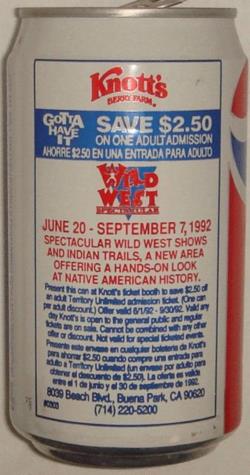 Knott's
BERRY FARM.
GOTTA
HAVE
IT
SAVE $2.50
ON ONE ADULT ADMISSION
AHORRE $2.50 EN UNA ENTRADA PARA ADULTO
WILD
WEST
SPECTACULAR
JUNE 20 - SEPTEMBER 7, 1992
SPECTACULAR WILD WEST SHOWS
AND INDIAN TRAILS, A NEW AREA
OFFERING A HANDS-ON LOOK
AT NATIVE AMERICAN HISTORY.
Present this can at Knott's ticket booth to save $2.50 off
an adult Territory Unlimited admission ticket. (One can
per adult discount.) Offer valid 6/1/92 - 9/30/92. Valid any
day Knott's is open to the general public and regular
tickets are on sale. Cannot be combined with any other
offer or discount. Not valid for special ticketed events.
Presente este envase en cualquier boletería de Knott's
para ahorrar $2.50 cuando compre una entrada para
adulto a Territory Unlimited (un envase por adulto para
obtener el descuento de $2.50). La oferta es valida
entre el 1 de junio y el 30 de septiembre de 1992.
8039 Beach Blvd., Buena Park, CA 90620
(714) 220-5200